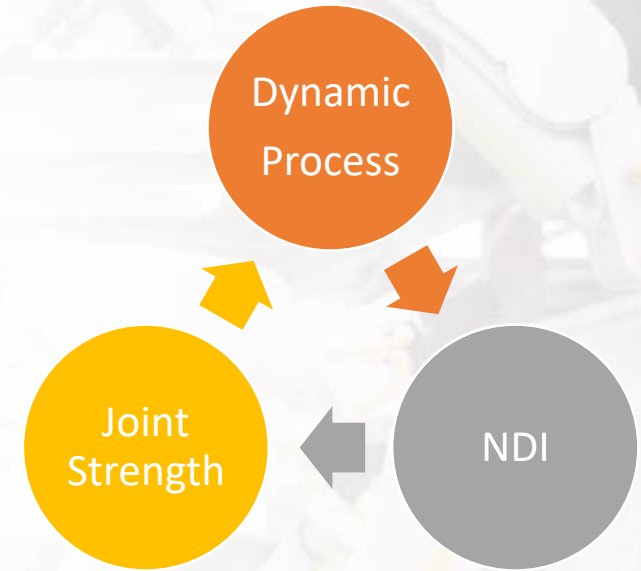 Dynamic
Process
Joint
Strength
NDI